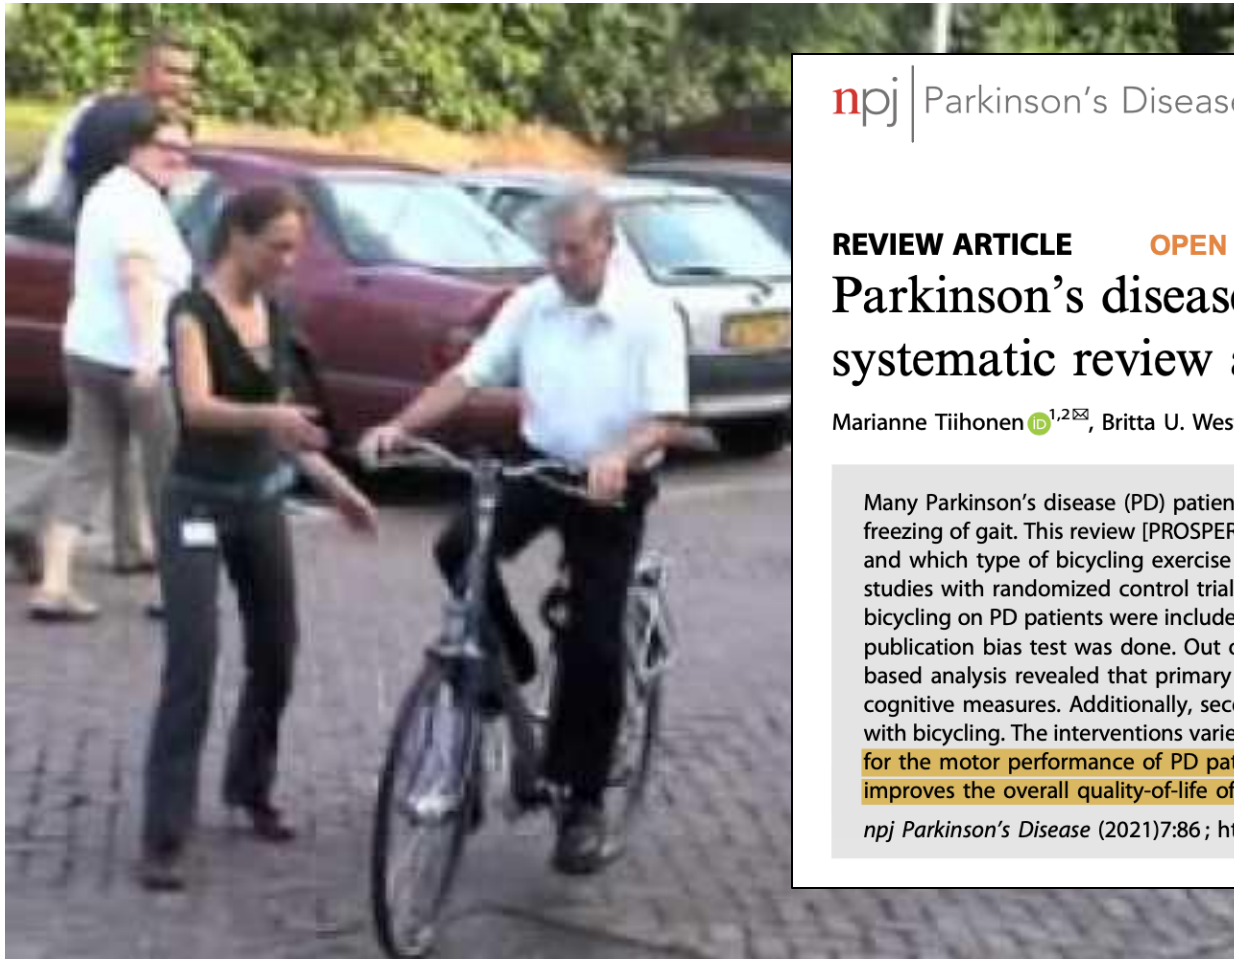 npj Parkinson's Disease
REVIEW ARTICLE OPEN
Parkinson's disease
systematic review a
Marianne Tiihonen iD 1,2✉, Britta U. Wes
Many Parkinson's disease (PD) patien
freezing of gait. This review [PROSPER
and which type of bicycling exercise
studies with randomized control trial
bicycling on PD patients were include
publication bias test was done. Out o
based analysis revealed that primary
cognitive measures. Additionally, sec
with bicycling. The interventions varie
for the motor performance of PD pat
improves the overall quality-of-life of
npj Parkinson's Disease (2021)7:86 ; ht